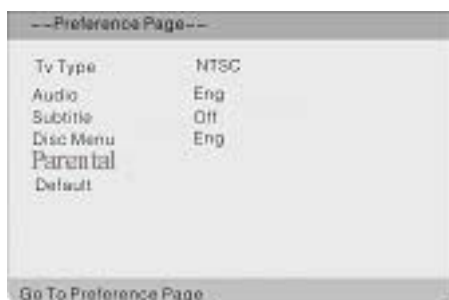 --Preference Page--
Tv Type NTSC
Audio Eng
Subtitle Off
Disc Menu Eng
Parental
Default
Go To Preference Page